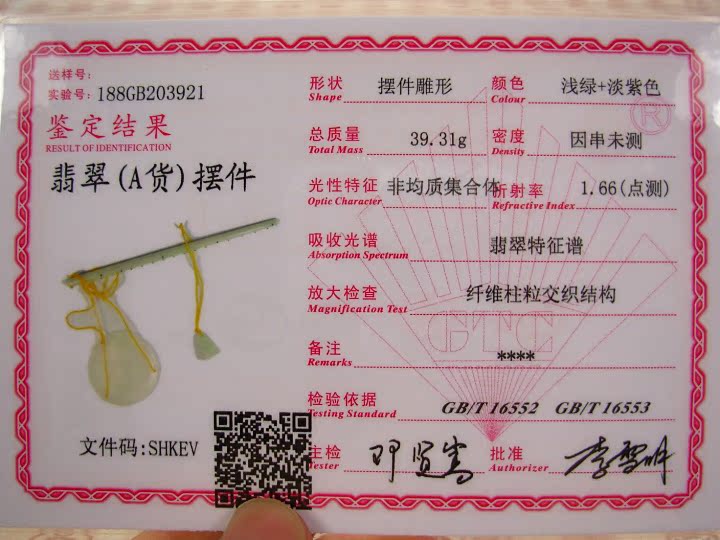 送样号:
实验号: 188GB203921
鉴定结果
RESULT OF IDENTIFICATION
翡翠(A货)摆件
文件码:SHKEV
形状 摆件雕形 颜色 浅绿+淡紫色
Shape Colour
总质量 39.31g 密度 因串未测
Total Mass Density
光性特征 非均质集合体 折射率 1.66(点测)
Optic Character Refractive Index
吸收光谱 翡翠特征谱
Absorption Spectrum
放大检查 纤维柱粒交织结构
Magnification Test
备注 ****
Remarks
检验依据 GB/T 16552 GB/T 16553
Testing Standard
主检 批准 李雪明
Tester Authorizer
GTC
®